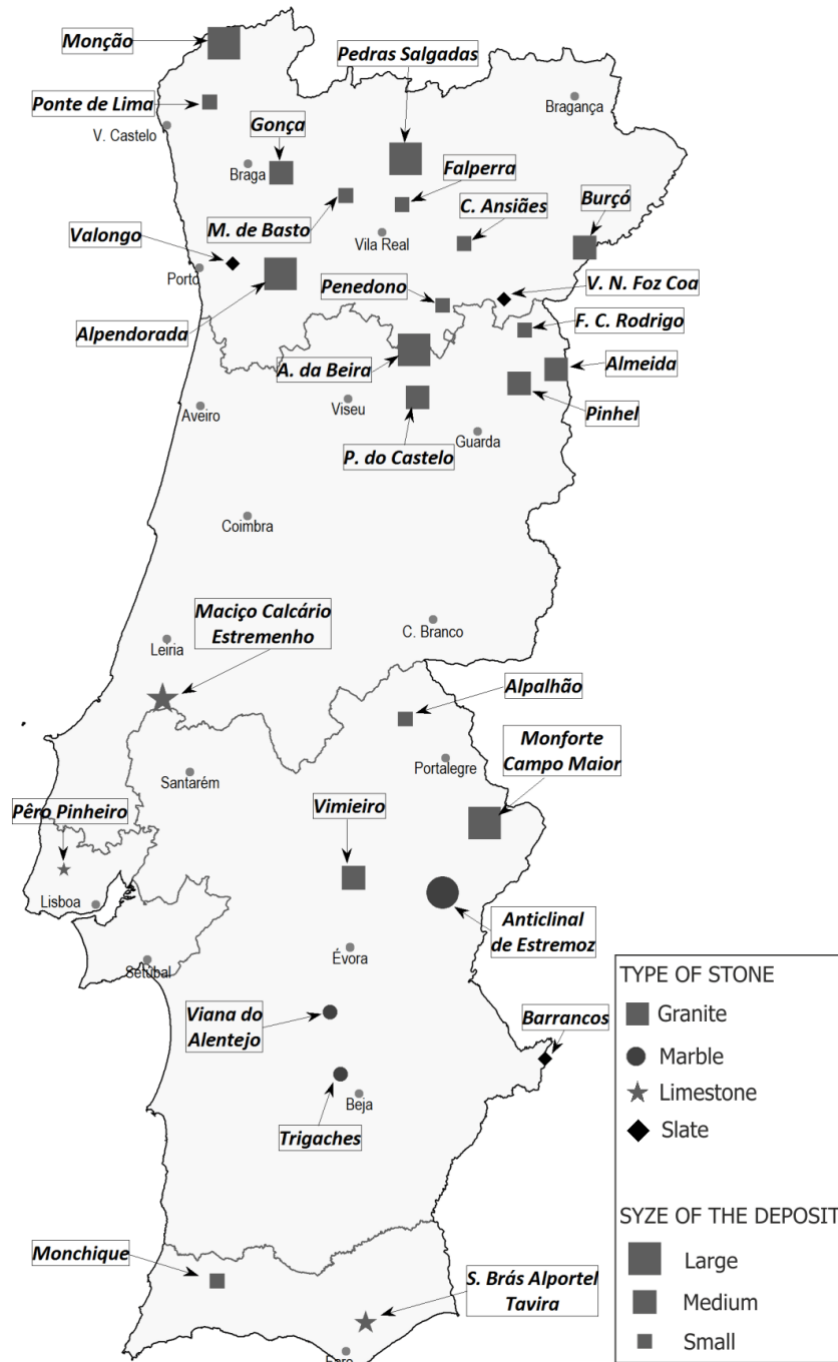 Monção
Pedras Salgadas
Ponte de Lima
Bragança
V. Castelo
Gonça
Braga
Falperra
M. de Basto
C. Ansiães
Burçó
Valongo
Vila Real
Porto
Penedono
V. N. Foz Coa
Alpendorada
F. C. Rodrigo
A. da Beira
Almeida
Aveiro
Viseu
Pinhel
Guarda
P. do Castelo
Coimbra
Maciço Calcário
Estremenho
C. Branco
Leiria
Alpalhão
Monforte
Campo Maior
Portalegre
Santarém
Pêro Pinheiro
Vimieiro
Lisboa
Anticlinal
de Estremoz
Évora
Setúbal
Viana do
Alentejo
Barrancos
Beja
Trigaches
Monchique
S. Brás Alportel
Tavira
Faro
TYPE OF STONE
Granite
Marble
Limestone
Slate
SYZE OF THE DEPOSIT
Large
Medium
Small